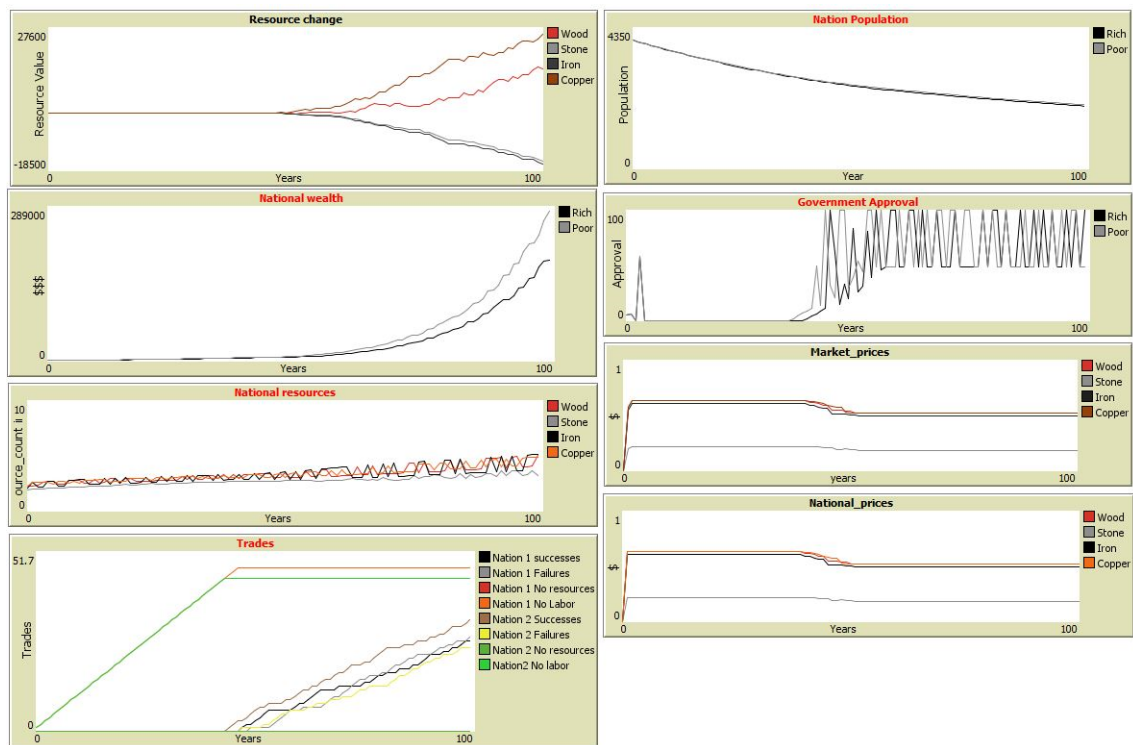 Resource change
27600
Resource Value
-18500
0
Years
100
Wood
Stone
Iron
Copper
Nation Population
4350
Population
0
0
Year
100
Rich
Poor
National wealth
289000
$$$
0
0
Years
100
Rich
Poor
Government Approval
100
Approval
0
0
Years
100
Rich
Poor
National resources
10
ource_count ii
0
0
Years
100
Wood
Stone
Iron
Copper
Market_prices
1
$
0
0
years
100
Wood
Stone
Iron
Copper
Trades
51.7
Trades
0
0
Years
100
Nation 1 successes
Nation 1 Failures
Nation 1 No resources
Nation 1 No Labor
Nation 2 Successes
Nation 2 Failures
Nation 2 No resources
Nation2 No labor
National_prices
1
$
0
0
Years
100
Wood
Stone
Iron
Copper